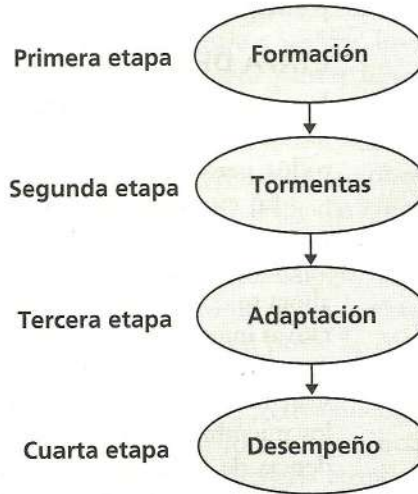 Primera etapa Formación
Segunda etapa Tormentas
Tercera etapa Adaptación
Cuarta etapa Desempeño